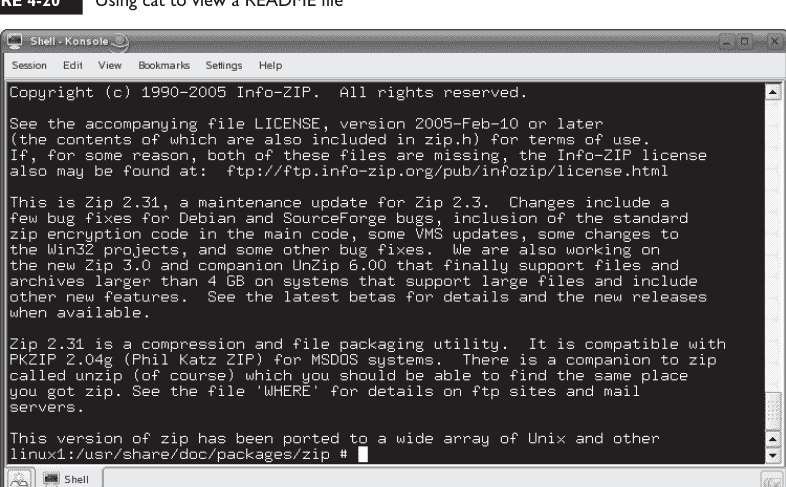 RE 4-20 Using cat to view a README file
Shell - Konsole
Session Edit View Bookmarks Settings Help
Copyright (c) 1990-2005 Info-ZIP.  All rights reserved.
See the accompanying file LICENSE, version 2005-Feb-10 or later
(the contents of which are also included in zip.h) for terms of use.
If, for some reason, both of these files are missing, the Info-ZIP license
also may be found at:  ftp://ftp.info-zip.org/pub/infozip/license.html
This is Zip 2.31, a maintenance update for Zip 2.3.  Changes include a
few bug fixes for Debian and SourceForge bugs, inclusion of the standard
zip encryption code in the main code, some VMS updates, some changes to
the Win32 projects, and some other bug fixes.  We are also working on
the new Zip 3.0 and companion UnZip 6.00 that finally support files and
archives larger than 4 GB on systems that support large files and include
other new features.  See the latest betas for details and the new releases
when available.
Zip 2.31 is a compression and file packaging utility.  It is compatible with
PKZIP 2.04g (Phil Katz ZIP) for MSDOS systems.  There is a companion to zip
called unzip (of course) which you should be able to find the same place
you got zip. See the file 'WHERE' for details on ftp sites and mail
servers.
This version of zip has been ported to a wide array of Unix and other
linux1:/usr/share/doc/packages/zip #
Shell